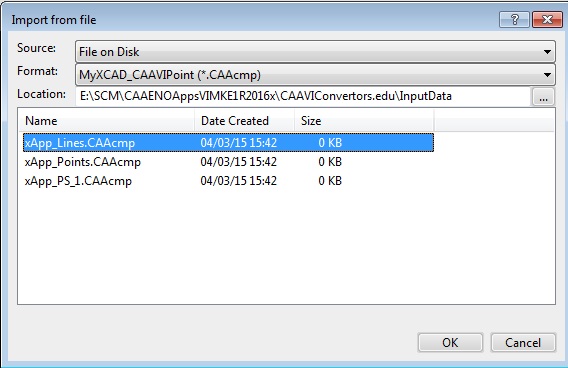 Import from file
Source: File on Disk
Format: MyXCAD_CAAVIPoint (*.CAAcmp)
Location: E:\SCM\CAAENOAppsVIMKE1R2016x\CAAVIConvertors.edu\InputData ...
Name Date Created Size
xApp_Lines.CAAcmp 04/03/15 15:42 0 KB
xApp_Points.CAAcmp 04/03/15 15:42 0 KB
xApp_PS_1.CAAcmp 04/03/15 15:42 0 KB
OK Cancel